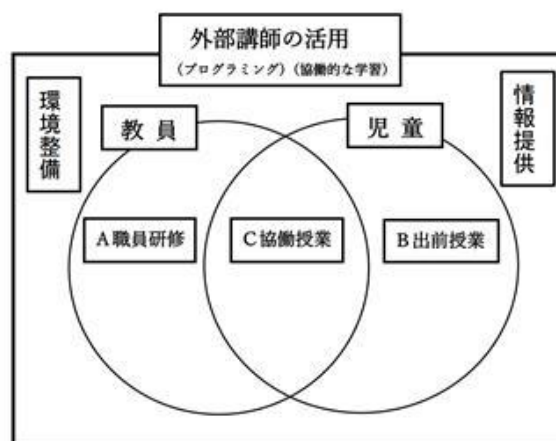 外部講師の活用
(プログラミング)(協働的な学習)
環境整備
情報提供
教員
児童
A職員研修
C協働授業
B出前授業